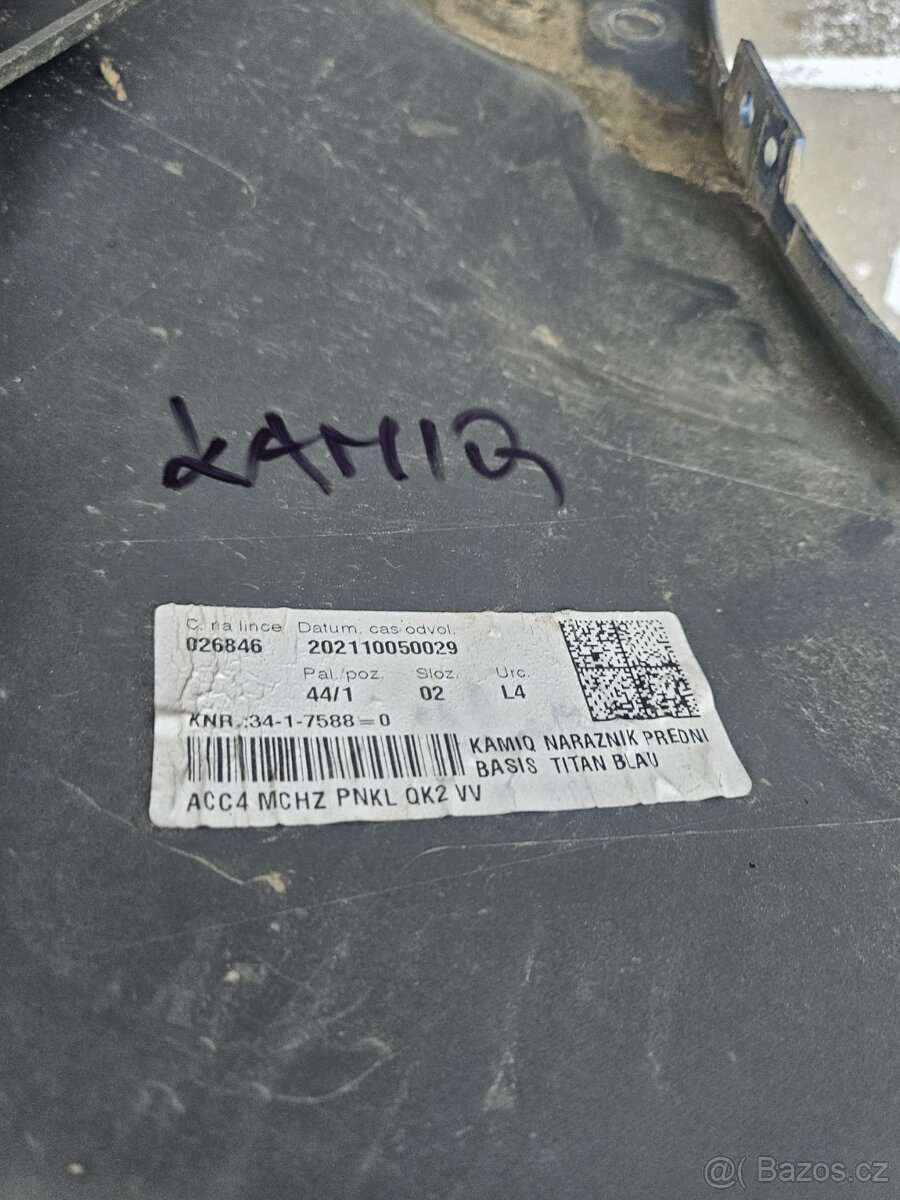 KAMIQ
C. na lince Datum, cas odvol.
026846 202110050029
Pal./poz. Sloz. Urc.
44/1 02 L4
KNR.:34-1-7588=0
KAMIQ NARAZNIK PREDNI
BASIS TITAN BLAU
ACC4 MCHZ PNKL QK2 VV
@( Bazos.cz